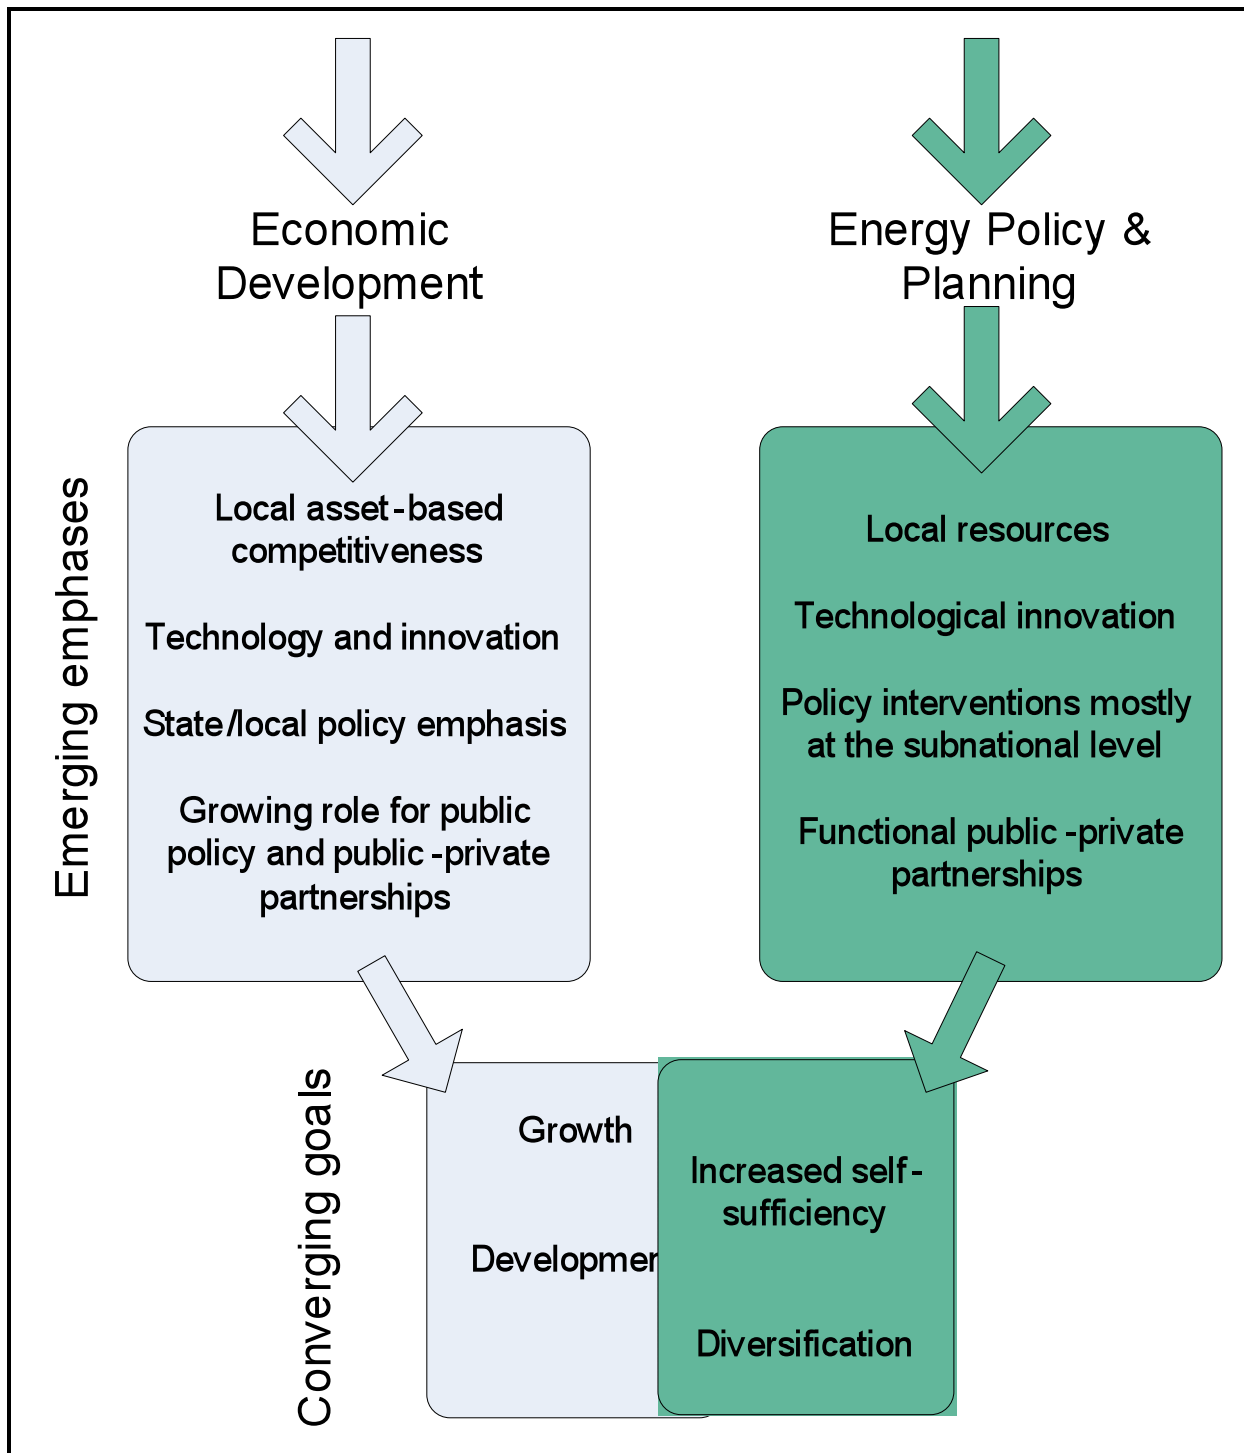 Economic
Development
Energy Policy &
Planning
Emerging emphases
Local asset-based
competitiveness
Technology and innovation
State/local policy emphasis
Growing role for public
policy and public-private
partnerships
Local resources
Technological innovation
Policy interventions mostly
at the subnational level
Functional public-private
partnerships
Converging goals
Growth
Increased self-
sufficiency
Diversification